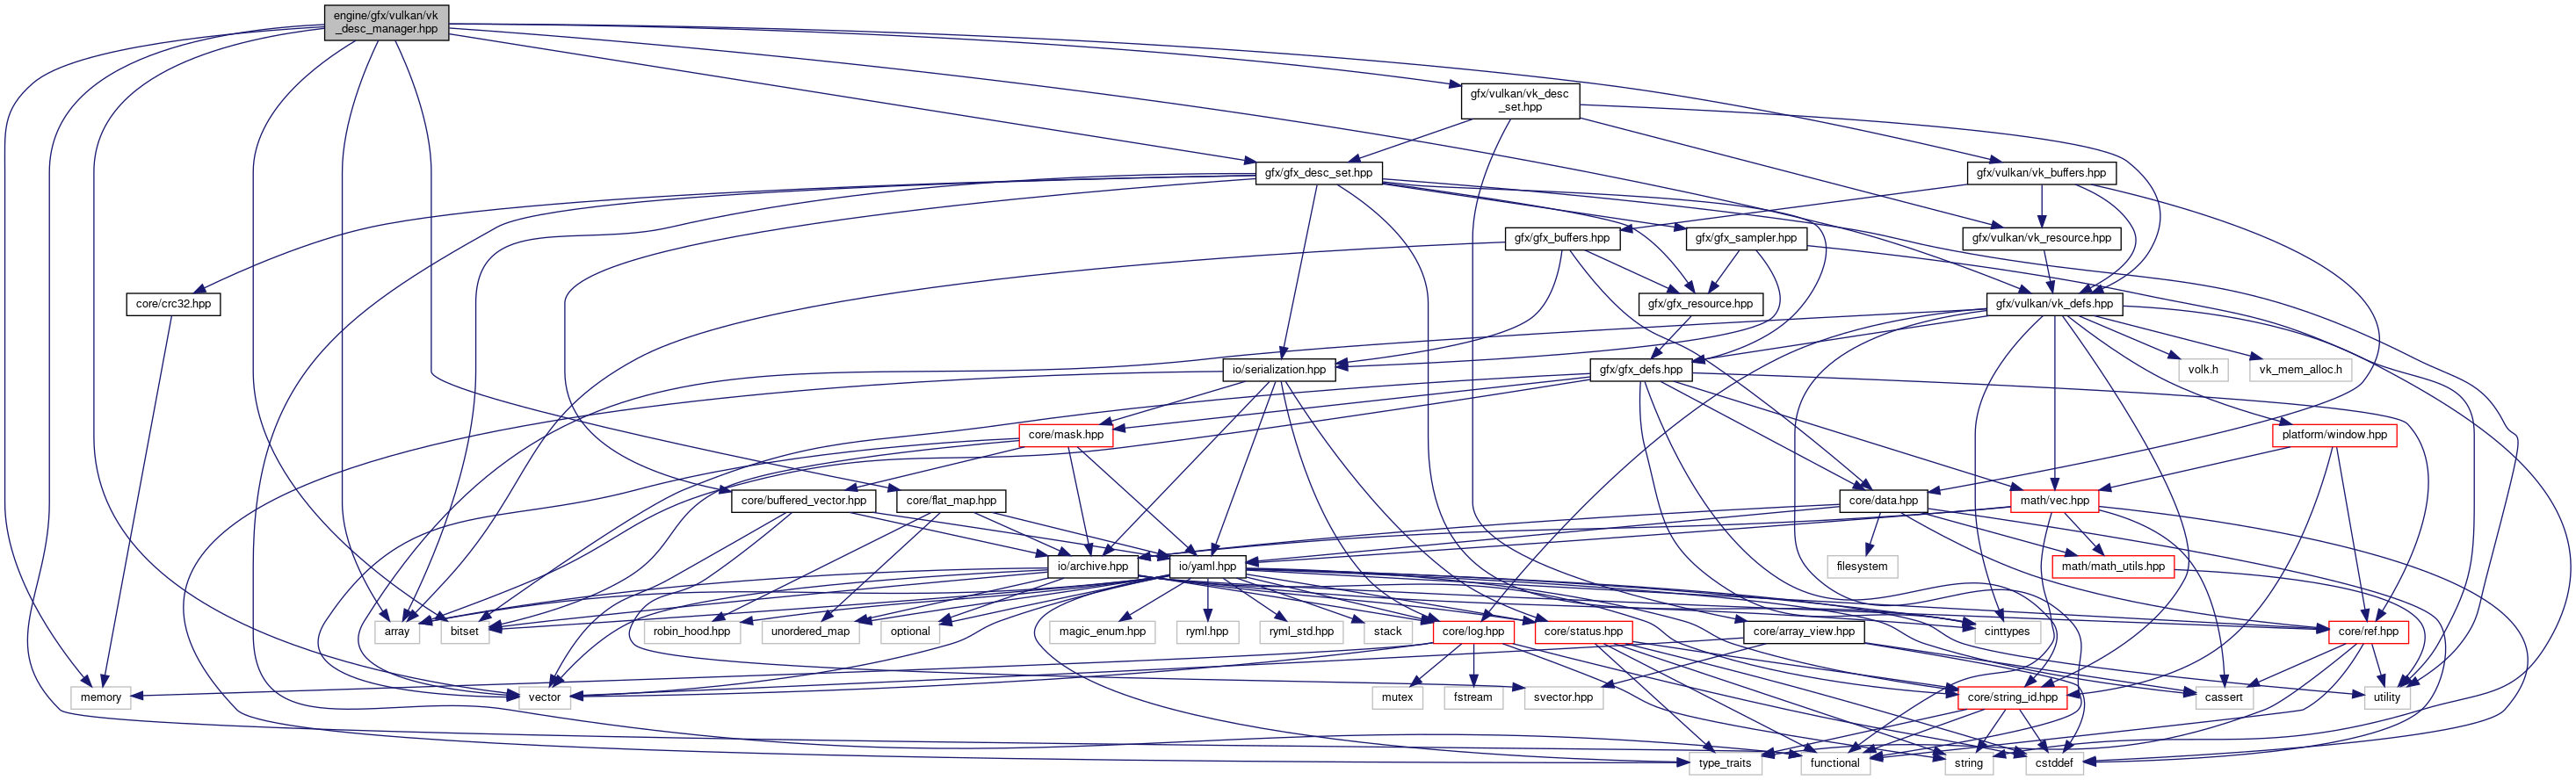 engine/gfx/vulkan/vk
_desc_manager.hpp
gfx/vulkan/vk_desc
_set.hpp
gfx/gfx_desc_set.hpp
gfx/vulkan/vk_buffers.hpp
gfx/gfx_buffers.hpp
gfx/gfx_sampler.hpp
gfx/vulkan/vk_resource.hpp
core/crc32.hpp
gfx/gfx_resource.hpp
gfx/vulkan/vk_defs.hpp
io/serialization.hpp
gfx/gfx_defs.hpp
volk.h
vk_mem_alloc.h
core/mask.hpp
platform/window.hpp
core/buffered_vector.hpp
core/flat_map.hpp
core/data.hpp
math/vec.hpp
io/archive.hpp
io/yaml.hpp
filesystem
math/math_utils.hpp
array
bitset
robin_hood.hpp
unordered_map
optional
magic_enum.hpp
ryml.hpp
ryml_std.hpp
stack
core/log.hpp
core/status.hpp
core/array_view.hpp
cinttypes
core/ref.hpp
memory
vector
mutex
fstream
svector.hpp
core/string_id.hpp
cassert
utility
type_traits
functional
string
cstddef